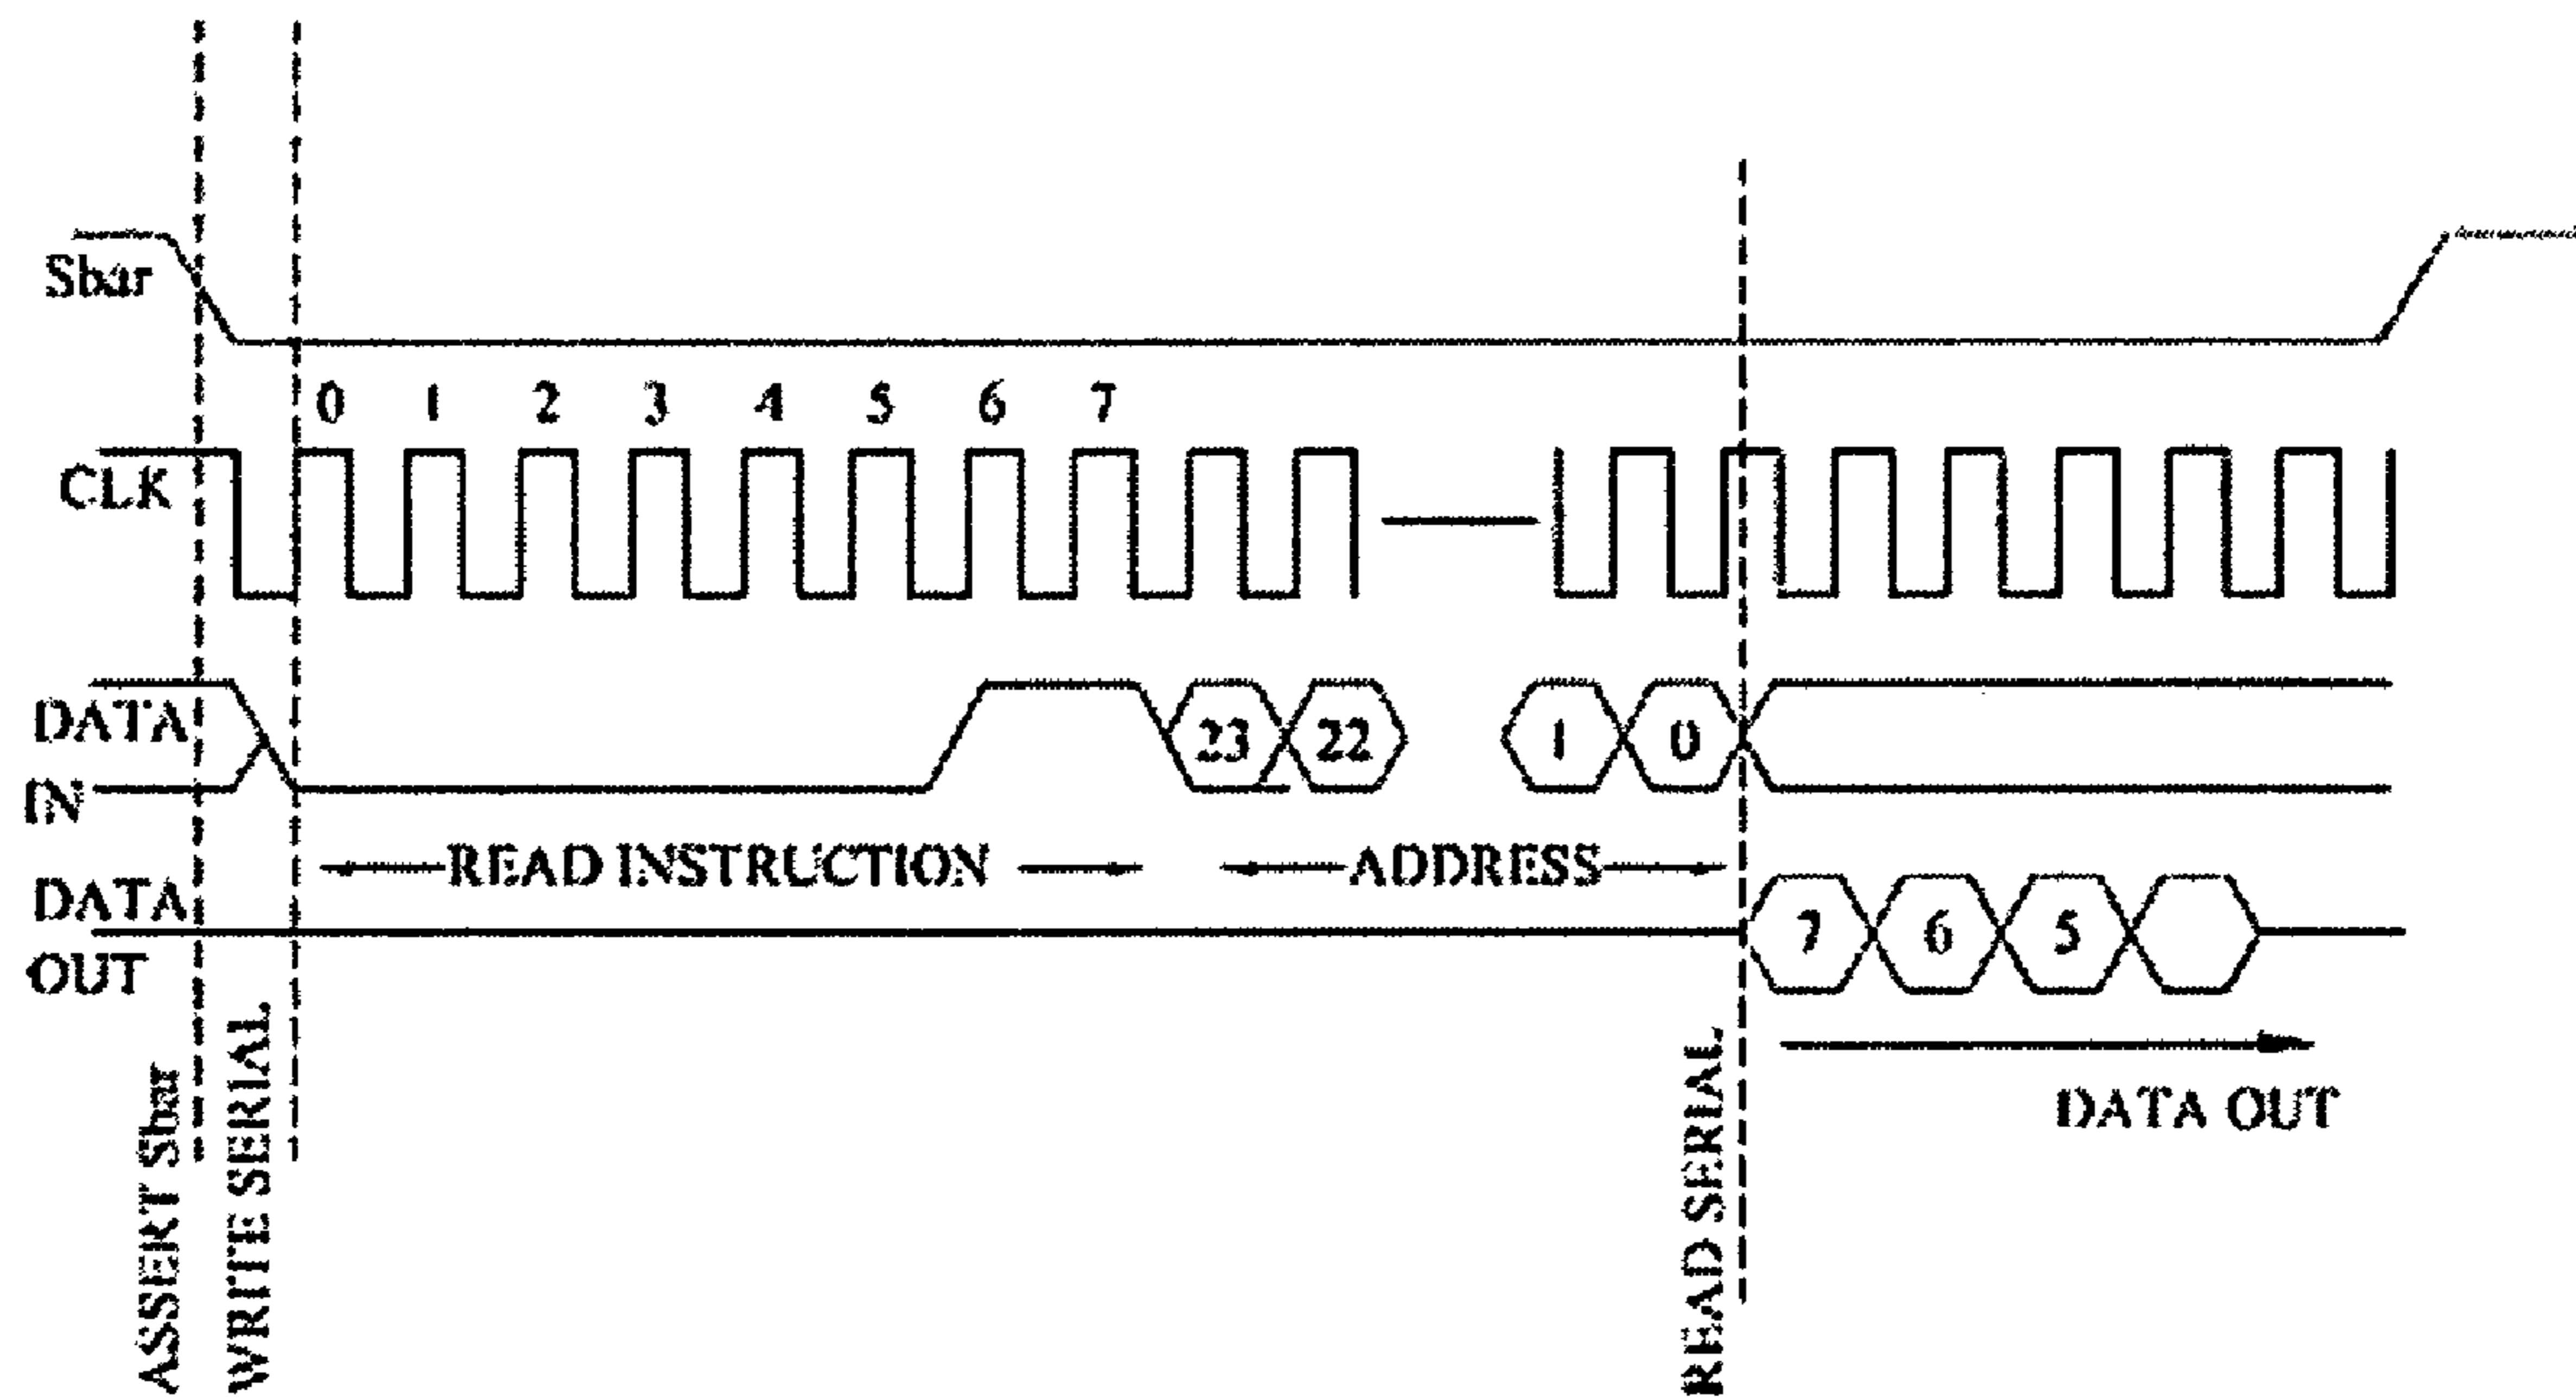 Sbar
0 1 2 3 4 5 6 7
CLK
DATA
IN
23 22 1 0
READ INSTRUCTION
ADDRESS
DATA
OUT
7 6 5
DATA OUT
ASSERT Sbar
WRITE SERIAL
READ SERIAL